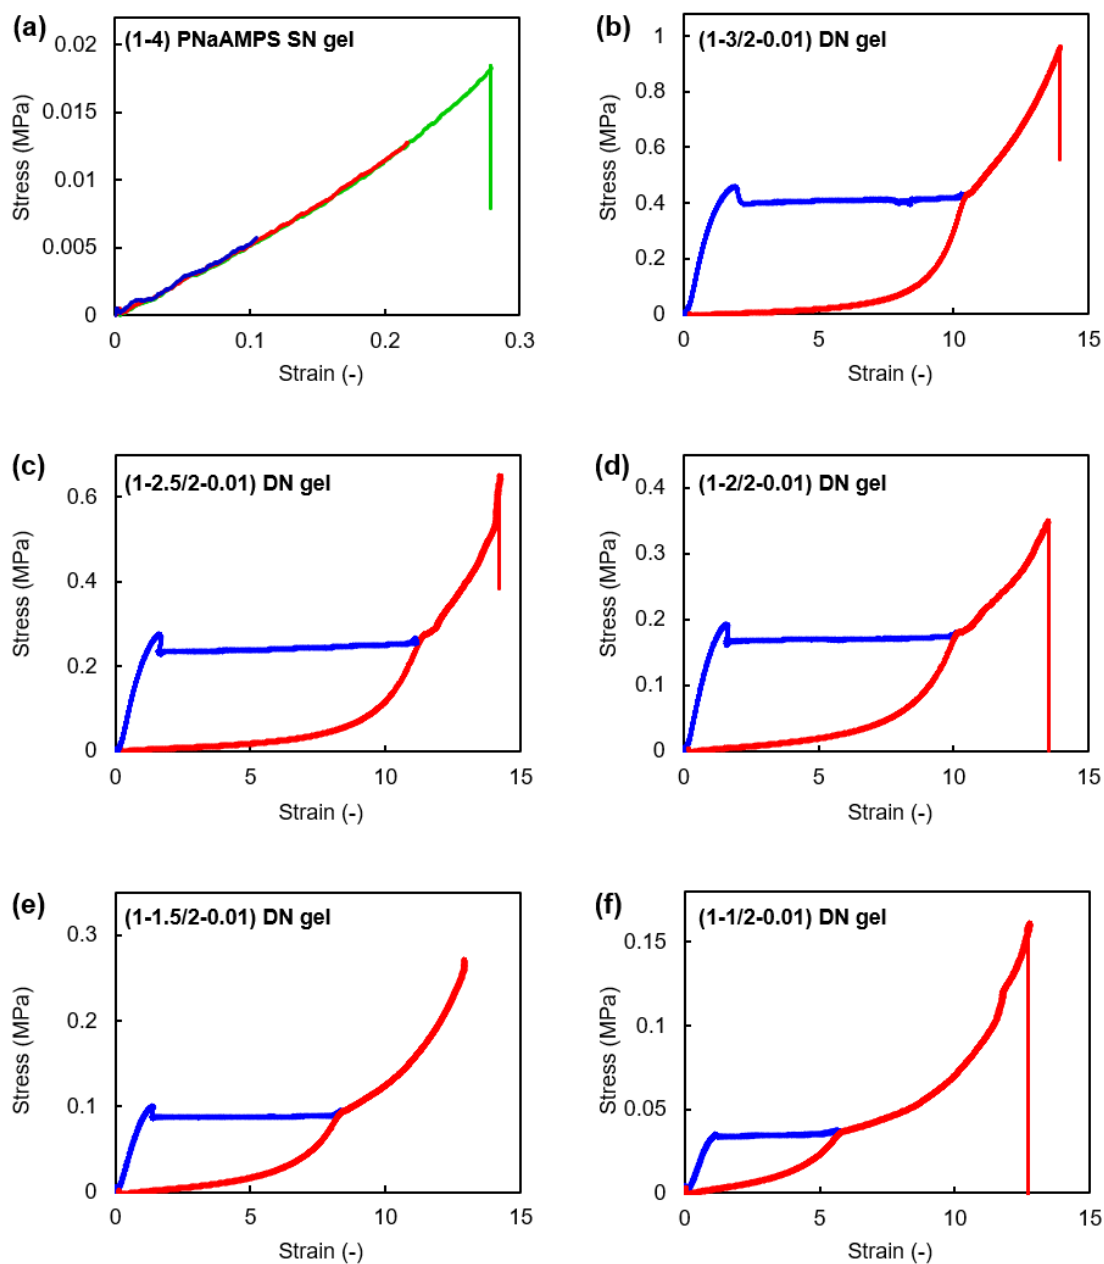 (a)
(1-4) PNaAMPS SN gel
0.02
0.015
0.01
0.005
0
Stress (MPa)
0
0.1
0.2
0.3
Strain (-)
(b)
(1-3/2-0.01) DN gel
1
0.8
0.6
0.4
0.2
0
Stress (MPa)
0
5
10
15
Strain (-)
(c)
(1-2.5/2-0.01) DN gel
0.6
0.4
0.2
0
Stress (MPa)
0
5
10
15
Strain (-)
(d)
(1-2/2-0.01) DN gel
0.4
0.3
0.2
0.1
0
Stress (MPa)
0
5
10
15
Strain (-)
(e)
(1-1.5/2-0.01) DN gel
0.3
0.2
0.1
0
Stress (MPa)
0
5
10
15
Strain (-)
(f)
(1-1/2-0.01) DN gel
0.15
0.1
0.05
0
Stress (MPa)
0
5
10
15
Strain (-)